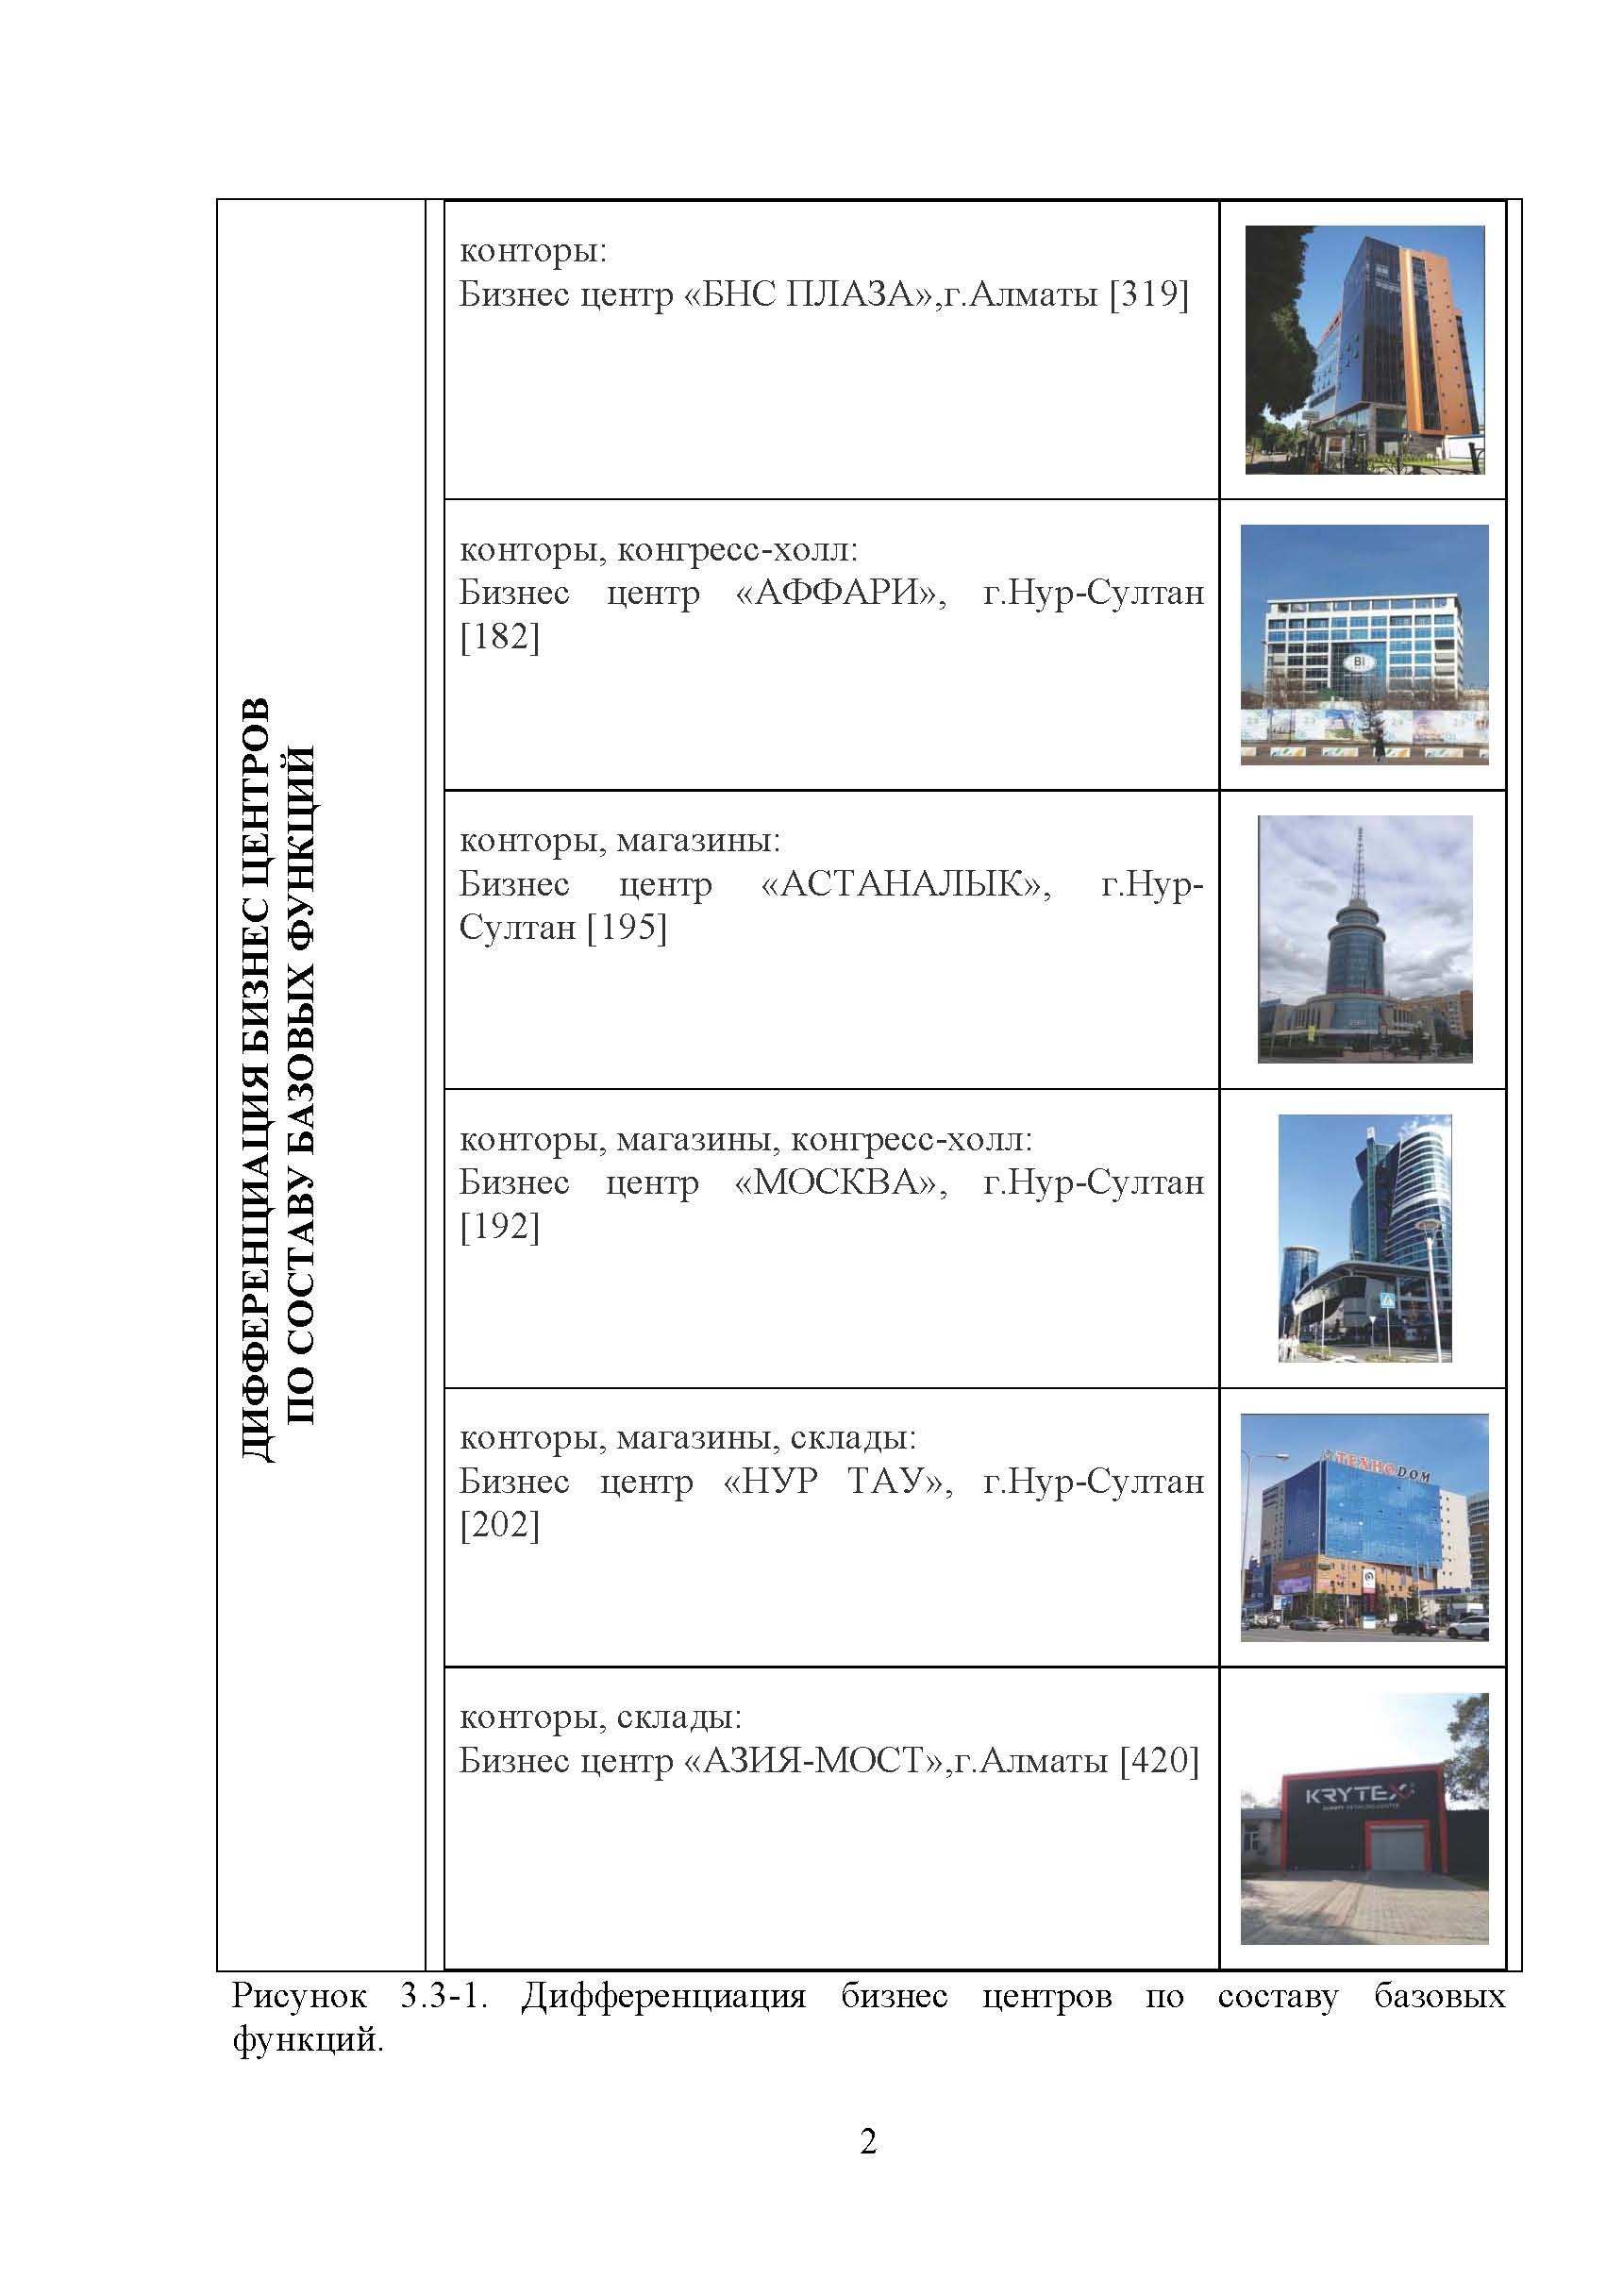 ДИФФЕРЕНЦИАЦИЯ БИЗНЕС ЦЕНТРОВ
ПО СОСТАВУ БАЗОВЫХ ФУНКЦИЙ
конторы:
Бизнес центр «БНС ПЛАЗА»,г.Алматы [319]
конторы, конгресс-холл:
Бизнес центр «АФФАРИ», г.Нур-Султан
[182]
BI
конторы, магазины:
Бизнес центр «АСТАНАЛЫК», г.Нур-
Султан [195]
конторы, магазины, конгресс-холл:
Бизнес центр «МОСКВА», г.Нур-Султан
[192]
конторы, магазины, склады:
Бизнес центр «НУР ТАУ», г.Нур-Султан
[202]
ТЕХНОDOM
конторы, склады:
Бизнес центр «АЗИЯ-МОСТ»,г.Алматы [420]
KRYTEX
Рисунок 3.3-1. Дифференциация бизнес центров по составу базовых
функций.
2